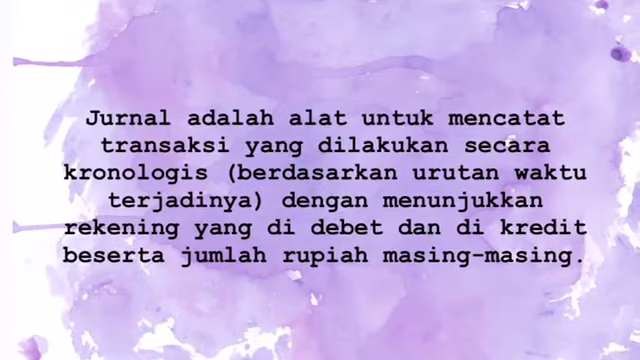 Jurnal adalah alat untuk mencatat
transaksi yang dilakukan secara
kronologis (berdasarkan urutan waktu
terjadinya) dengan menunjukkan
rekening yang di debet dan di kredit
beserta jumlah rupiah masing-masing.